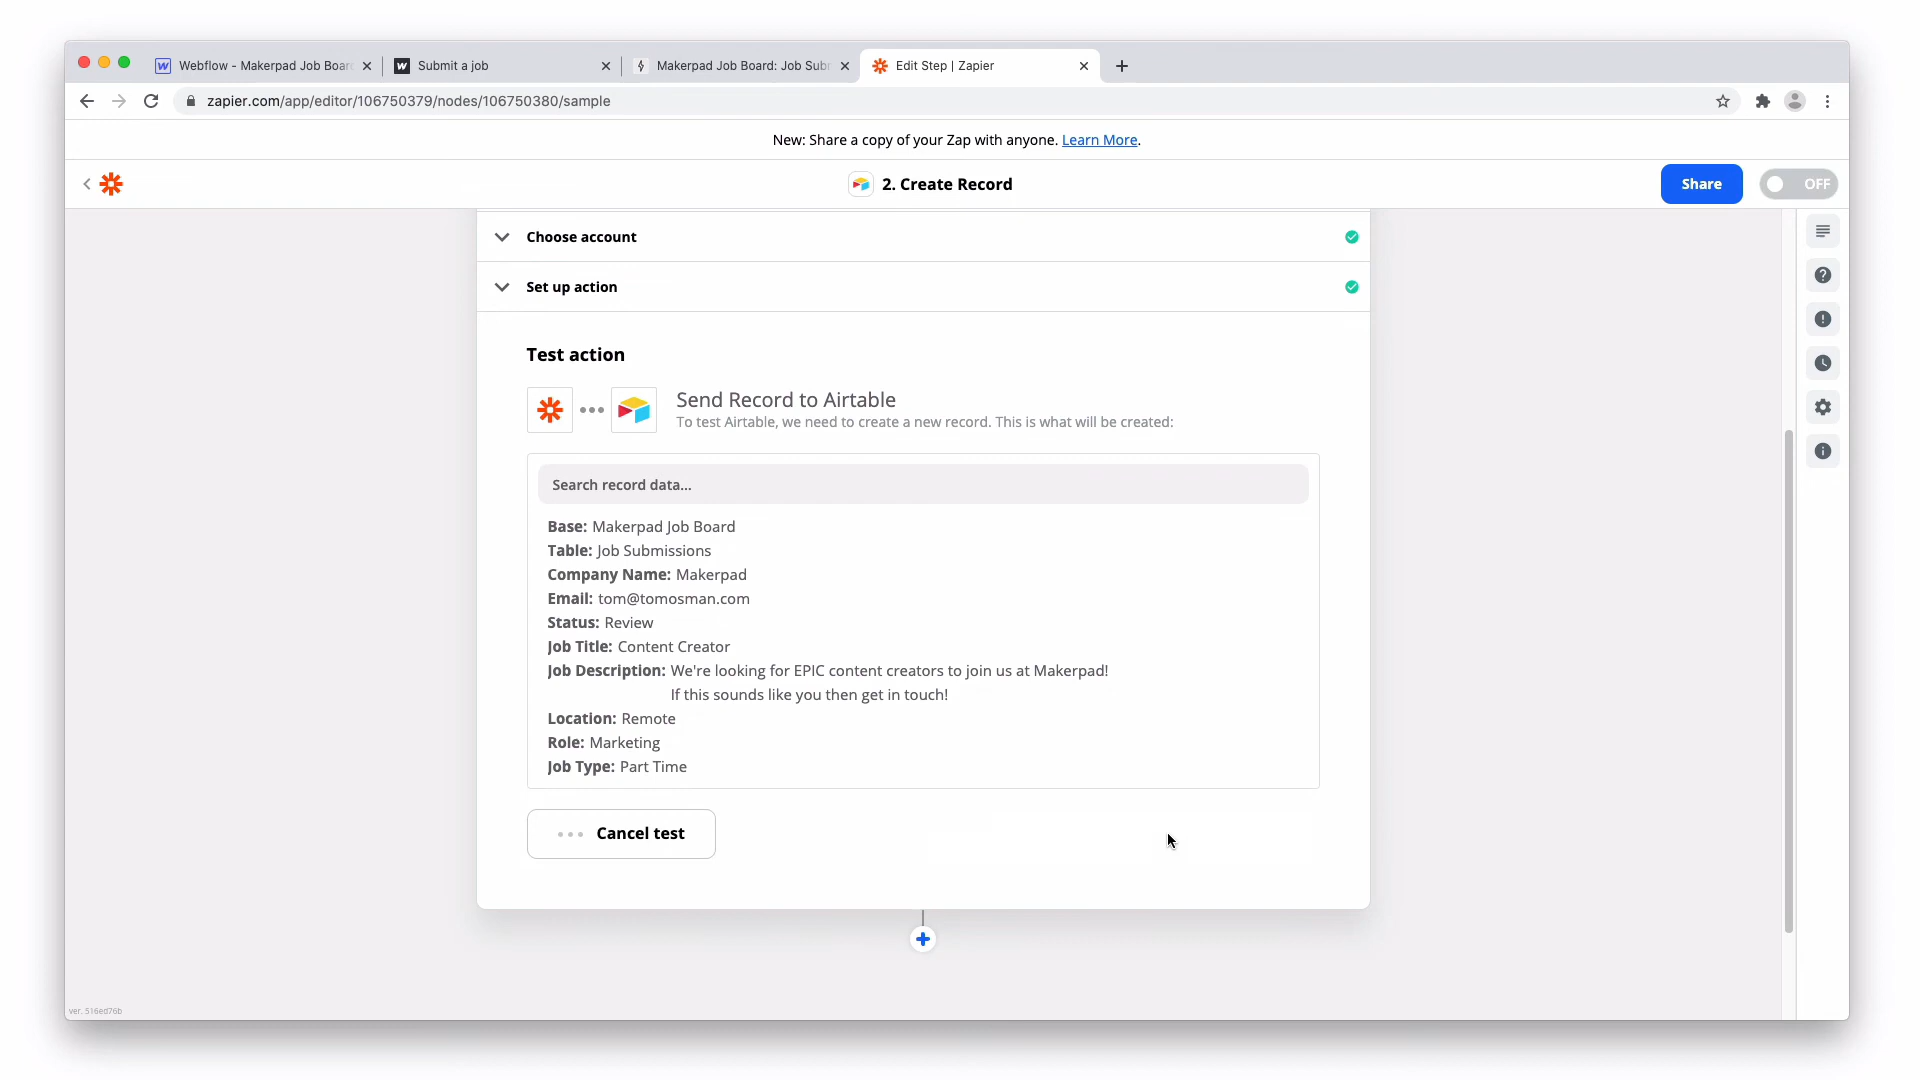 Webflow - Makerpad Job Boar
Submit a job
Makerpad Job Board: Job Subr
Edit Step | Zapier
zapier.com/app/editor/106750379/nodes/106750380/sample
New: Share a copy of your Zap with anyone. Learn More.
2. Create Record
Share
OFF
Choose account
Set up action
Test action
Send Record to Airtable
To test Airtable, we need to create a new record. This is what will be created:
Search record data...
Base: Makerpad Job Board
Table: Job Submissions
Company Name: Makerpad
Email: tom@tomosman.com
Status: Review
Job Title: Content Creator
Job Description: We're looking for EPIC content creators to join us at Makerpad!
If this sounds like you then get in touch!
Location: Remote
Role: Marketing
Job Type: Part Time
Cancel test
ver. 516ed76b